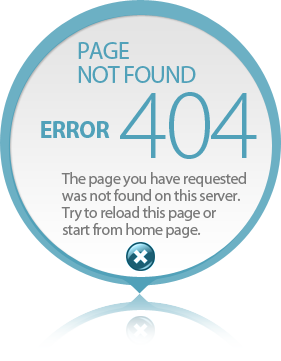 PAGE
NOT FOUND
ERROR 404
The page you have requested
was not found on this server.
Try to reload this page or
start from home page.